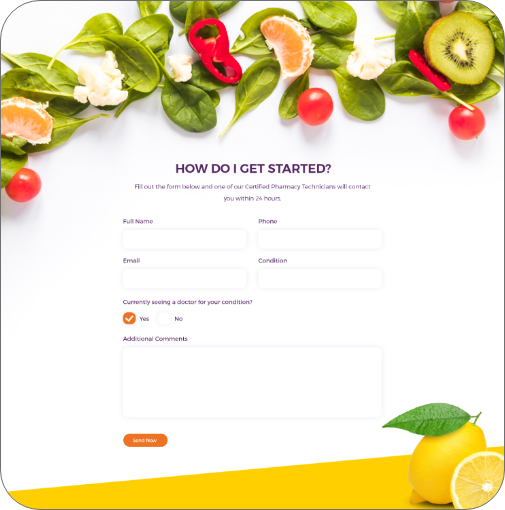 HOW DO I GET STARTED?
Fill out the form below and one of our Certified Pharmacy Technicians will contact
you within 24 hours.
Full Name Phone
Email Condition
Currently seeing a doctor for your condition?
Yes No
Additional Comments
Send Now